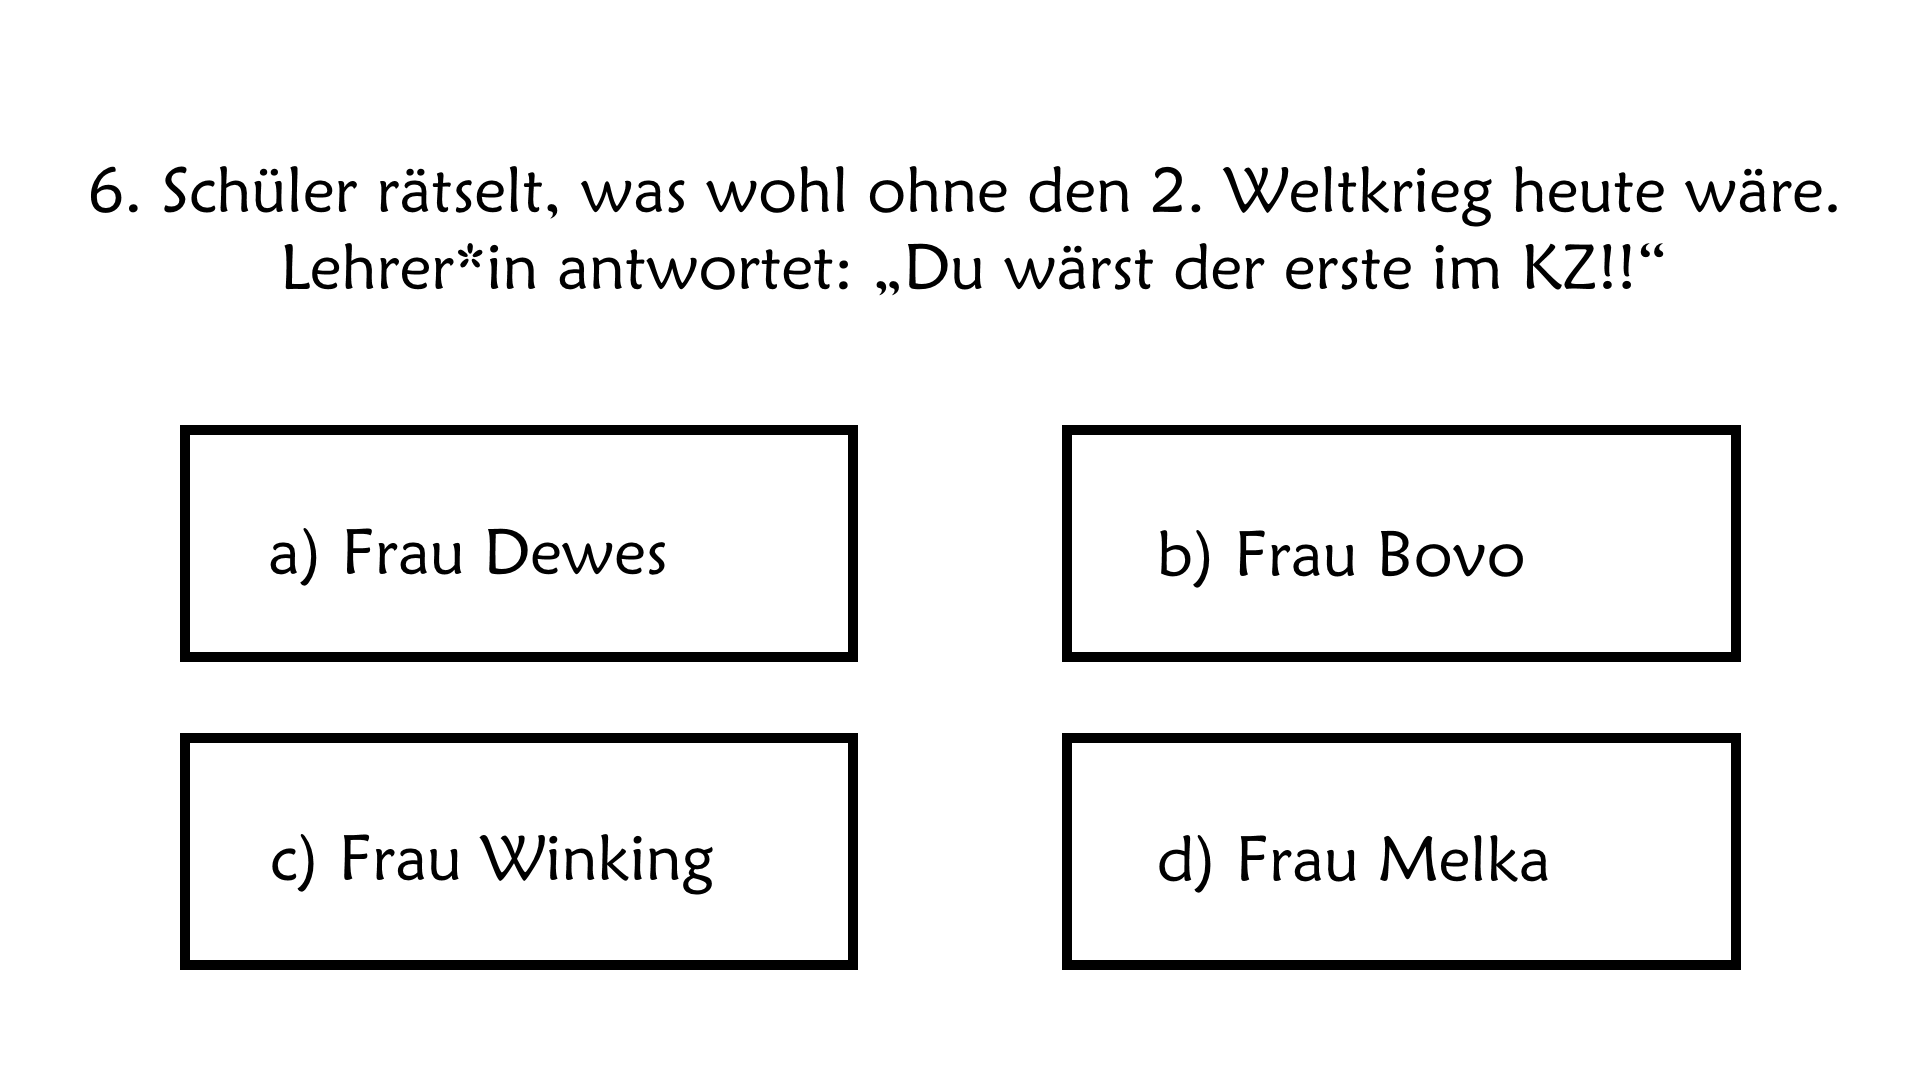 6. Schüler rätselt, was wohl ohne den 2. Weltkrieg heute wäre.
Lehrer*in antwortet: „Du wärst der erste im KZ!!“
a) Frau Dewes
b) Frau Bovo
c) Frau Winking
d) Frau Melka